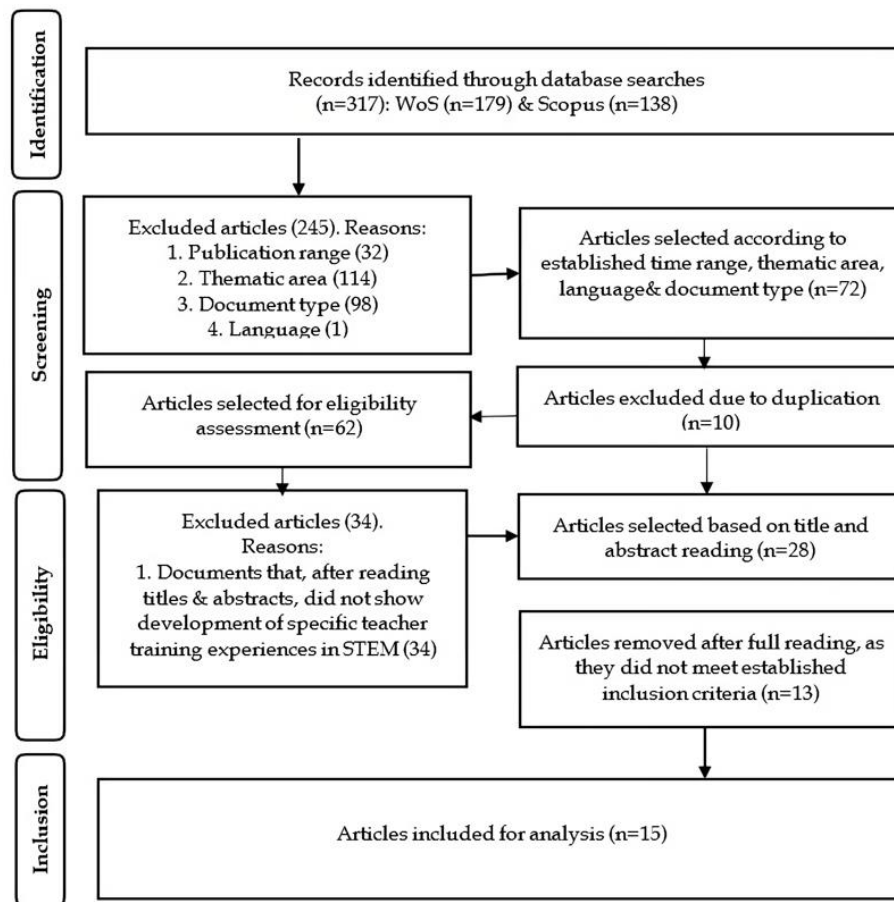 Identification
Records identified through database searches
(n=317): WoS (n=179) & Scopus (n=138)
Screening
Excluded articles (245). Reasons:
1. Publication range (32)
2. Thematic area (114)
3. Document type (98)
4. Language (1)
Articles selected according to
established time range, thematic area,
language& document type (n=72)
Articles excluded due to duplication
(n=10)
Articles selected for eligibility
assessment (n=62)
Eligibility
Excluded articles (34).
Reasons:
1. Documents that, after reading
titles & abstracts, did not show
development of specific teacher
training experiences in STEM (34)
Articles selected based on title and
abstract reading (n=28)
Articles removed after full reading, as
they did not meet established
inclusion criteria (n=13)
Inclusion
Articles included for analysis (n=15)